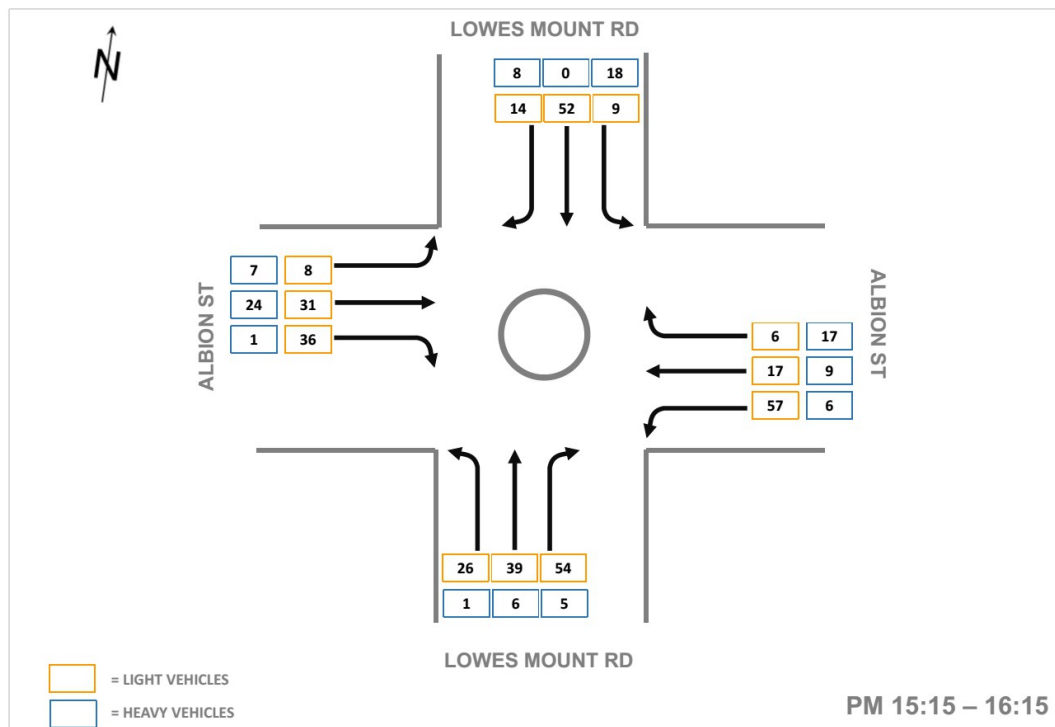 LOWES MOUNT RD
N
8 0 18
14 52 9
7 8
24 31
1 36
ALBION ST
ALBION ST
6 17
17 9
57 6
26 39 54
1 6 5
LOWES MOUNT RD
= LIGHT VEHICLES
= HEAVY VEHICLES
PM 15:15 – 16:15